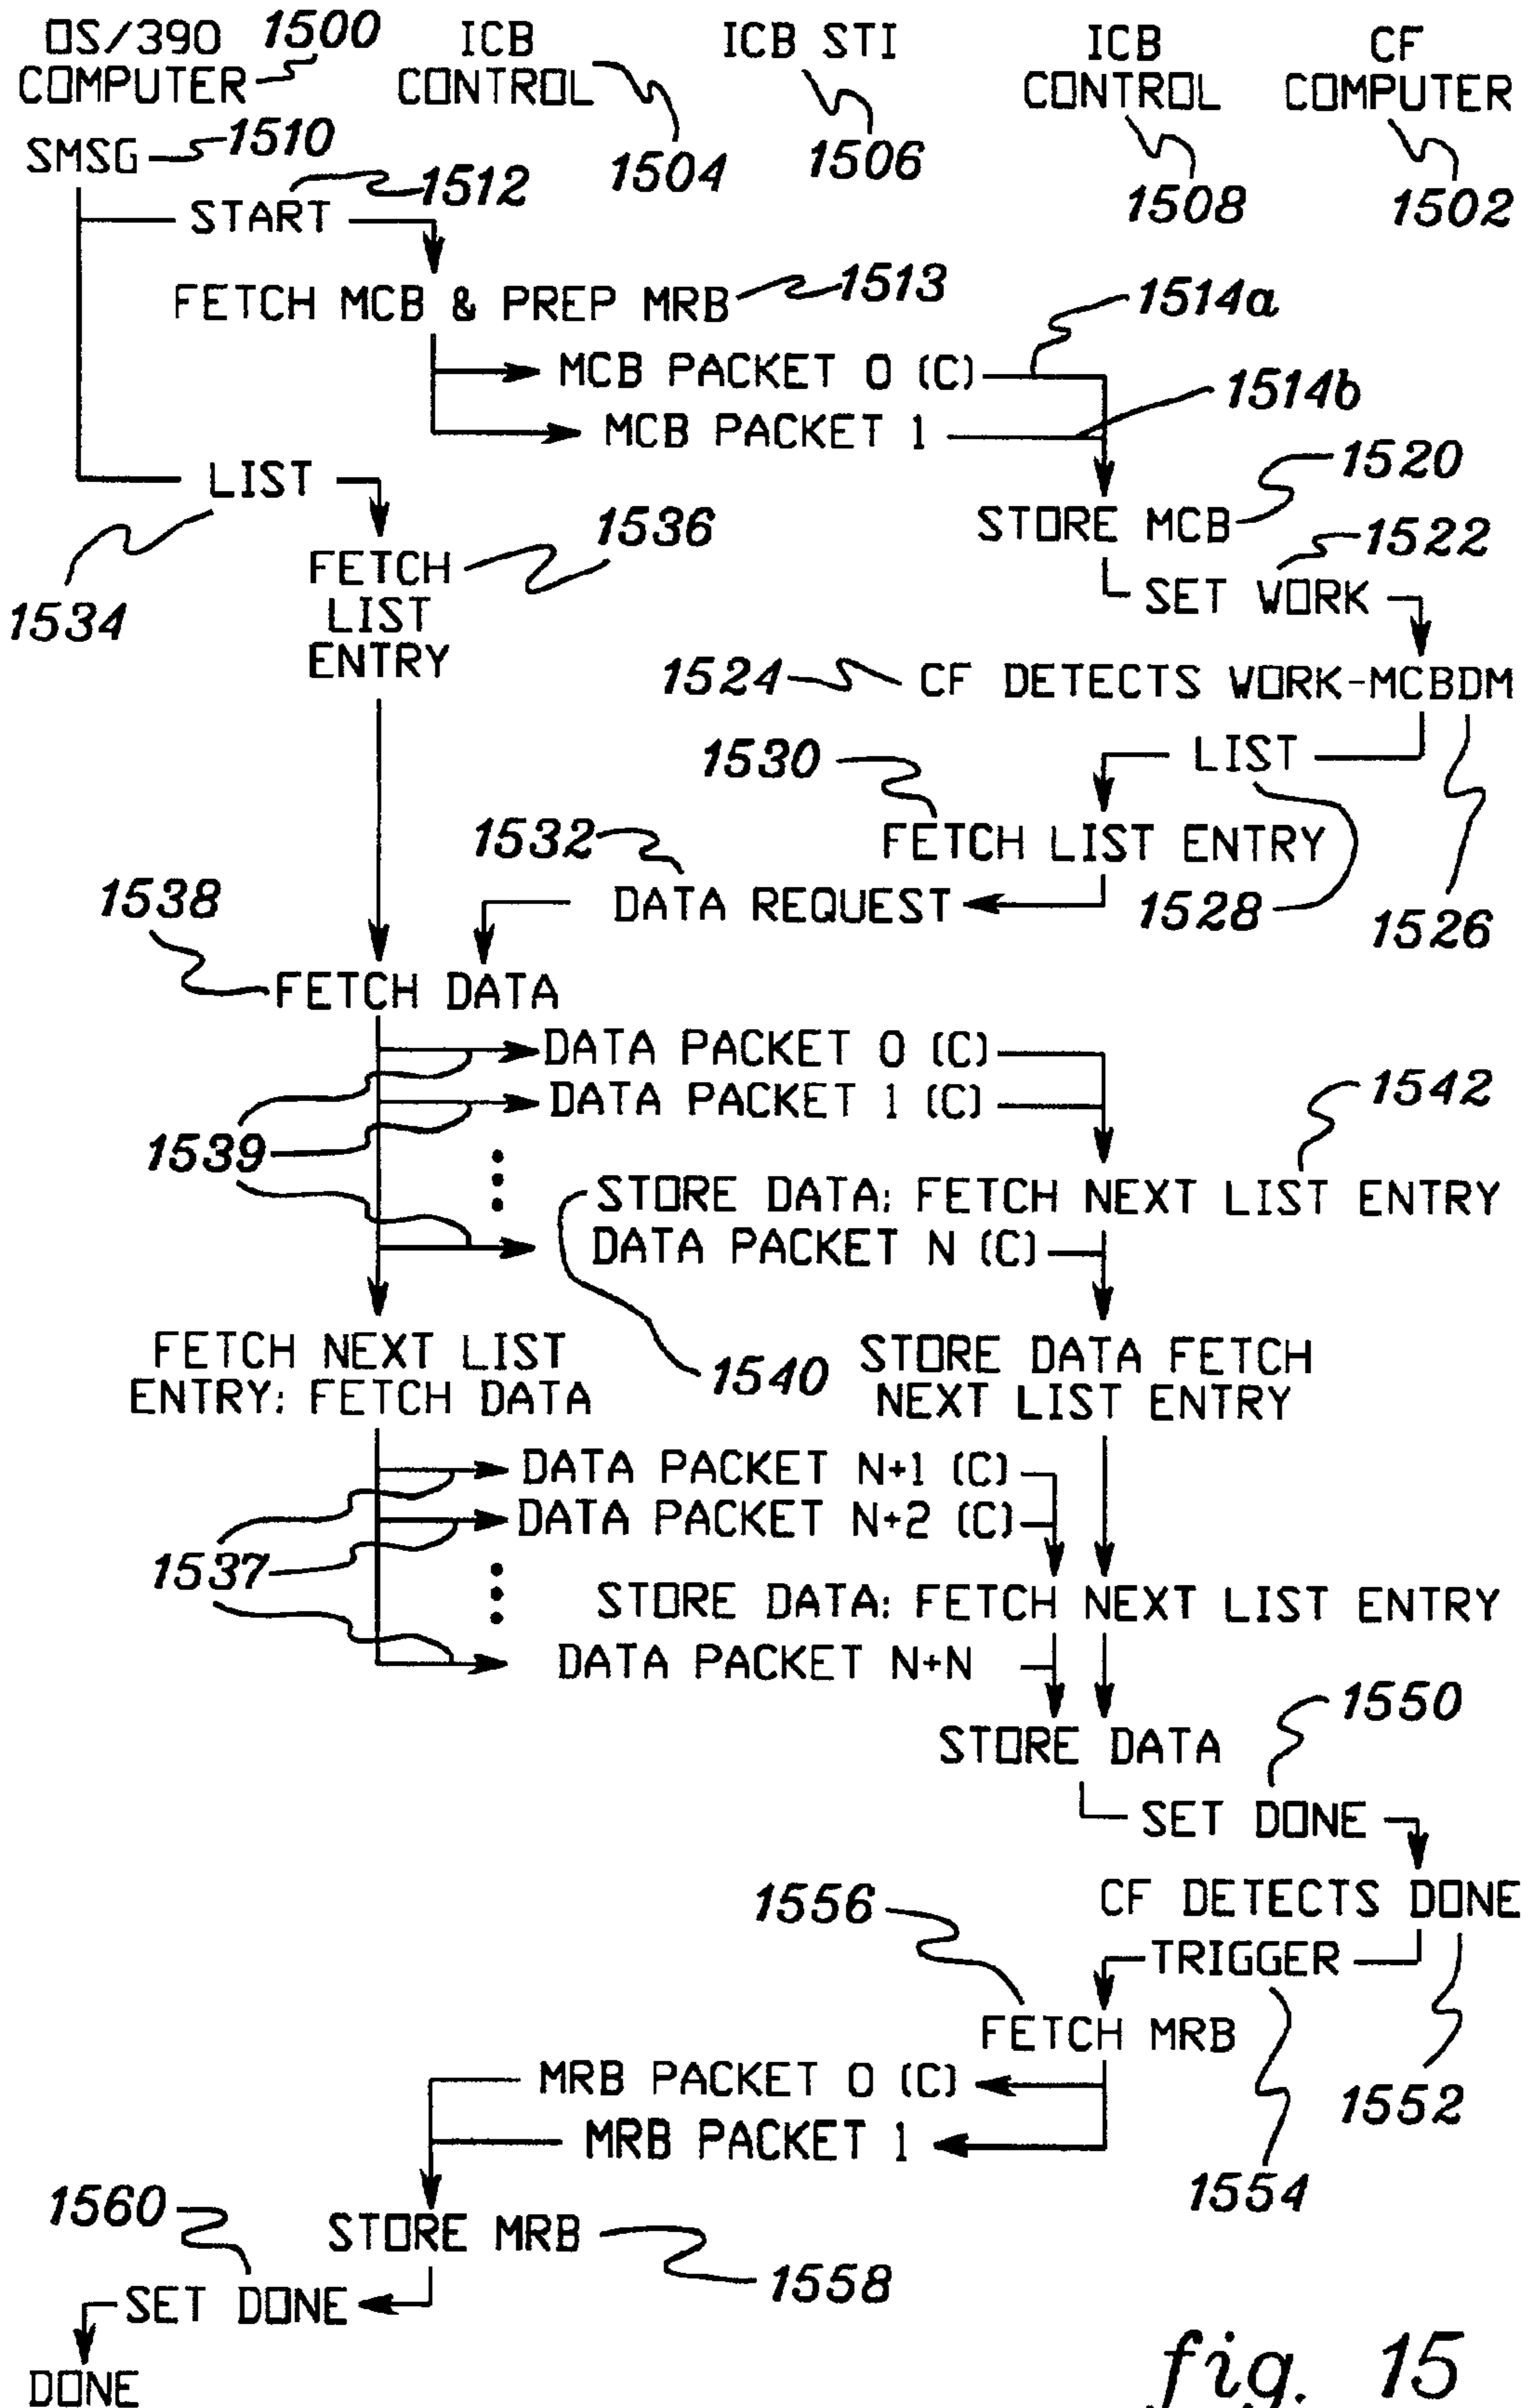 OS/390 COMPUTER 1500
ICB CONTROL
ICB STI
ICB CONTROL
CF COMPUTER
1504
1506
1508
1502
SMSG 1510
1512
START
FETCH MCB & PREP MRB 1513
1514a
MCB PACKET 0 (C)
1514b
MCB PACKET 1
LIST
1520
1536
STORE MCB
1522
FETCH
LIST
ENTRY
1534
SET WORK
1524 CF DETECTS WORK-MCBDM
1530
LIST
1532
FETCH LIST ENTRY
1538
DATA REQUEST
1528
1526
FETCH DATA
DATA PACKET 0 (C)
DATA PACKET 1 (C)
1542
1539
STORE DATA: FETCH NEXT LIST ENTRY
DATA PACKET N (C)
FETCH NEXT LIST
ENTRY: FETCH DATA
1540
STORE DATA FETCH
NEXT LIST ENTRY
DATA PACKET N+1 (C)
DATA PACKET N+2 (C)
1537
STORE DATA: FETCH NEXT LIST ENTRY
DATA PACKET N+N
1550
STORE DATA
SET DONE
1556
CF DETECTS DONE
TRIGGER
FETCH MRB
MRB PACKET 0 (C)
1552
MRB PACKET 1
1554
1560
STORE MRB
1558
SET DONE
DONE
fig. 15